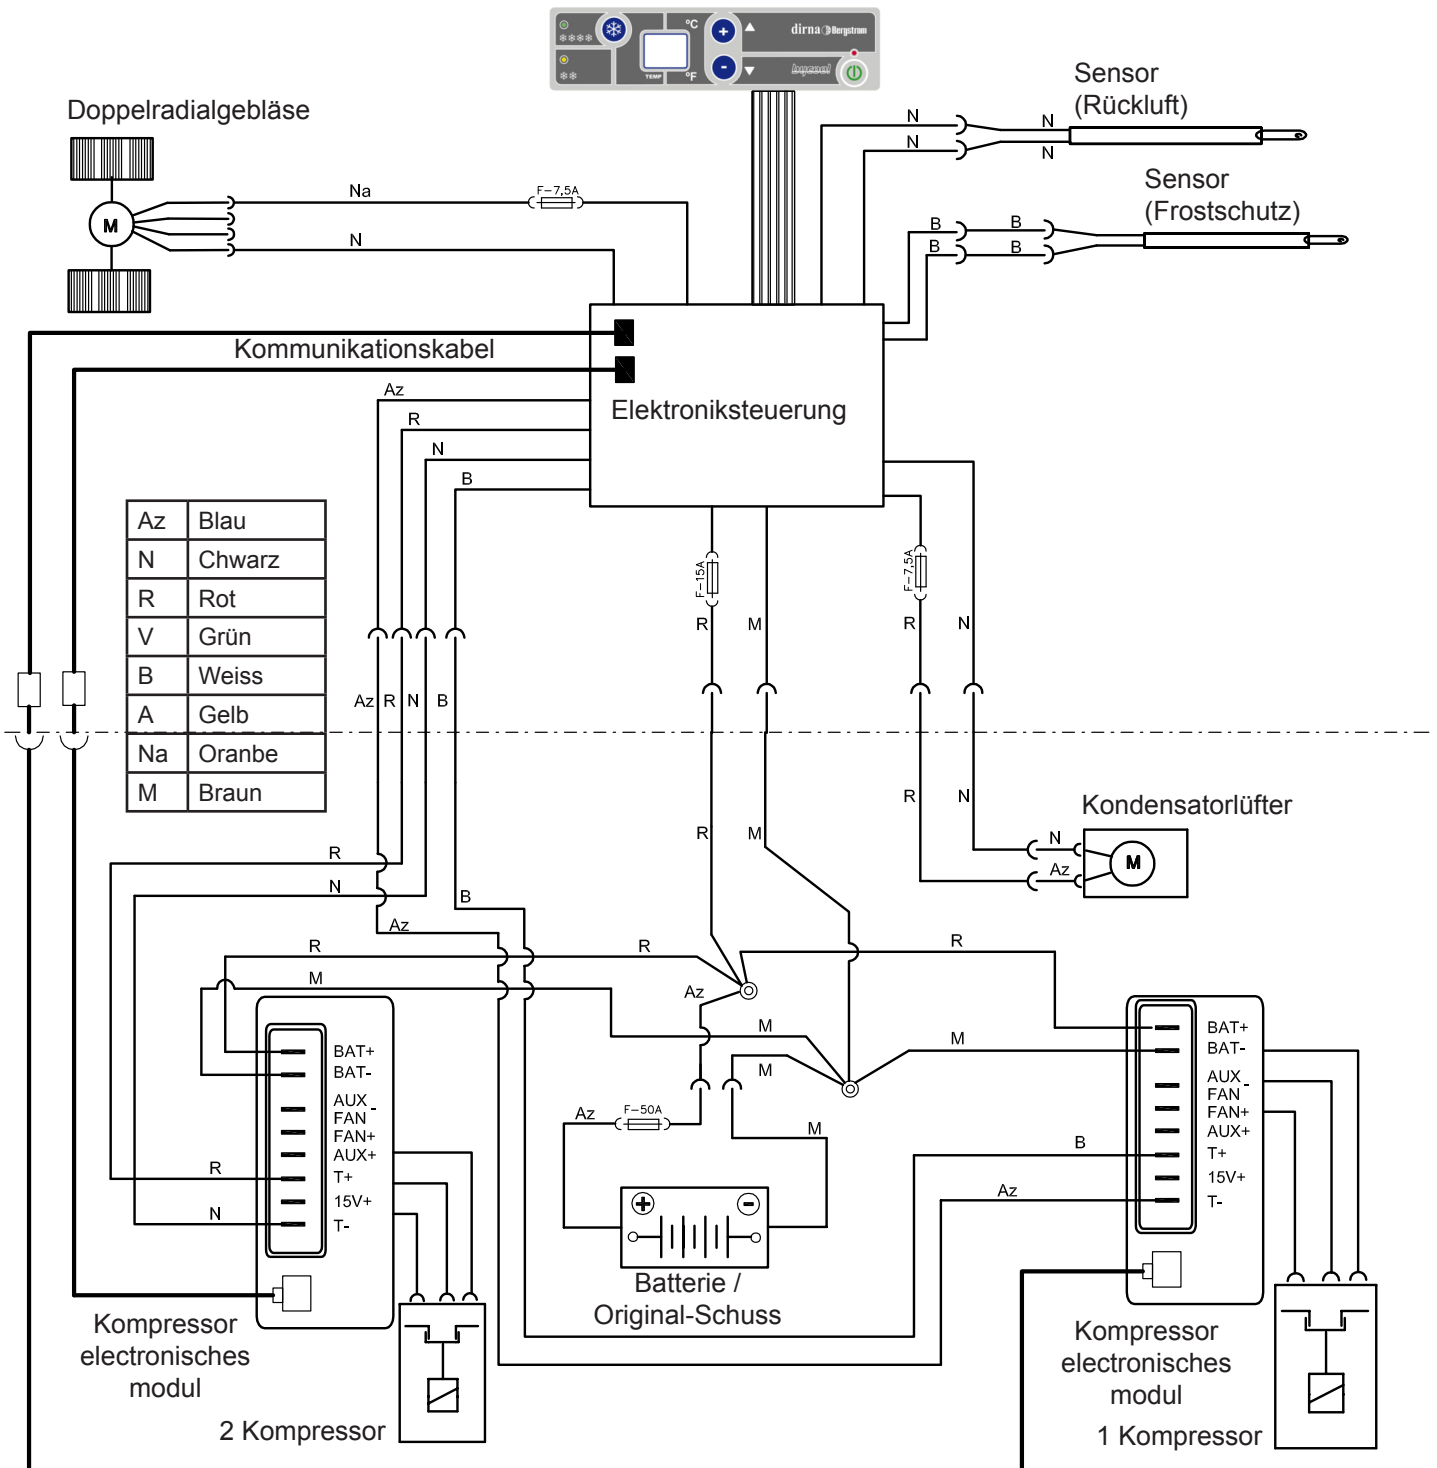 °C
dirna Bergstrom
TEMP
°F
bycool
Sensor
(Rückluft)
Doppelradialgebläse
N
N
N
N
Sensor
(Frostschutz)
Na
F-7,5A
M
N
B
B
B
B
Kommunikationskabel
Az
R
N
B
Elektroniksteuerung
Az Blau
N Chwarz
R Rot
V Grün
B Weiss
A Gelb
Na Oranbe
M Braun
F-15A
F-7,5A
R
M
R
N
Az
R
N
B
R
N
R
M
Kondensatorlüfter
N
Az
M
R
N
B
Az
R
R
R
M
Az
M
M
M
BAT+
BAT-
AUX -
FAN
FAN+
AUX+
T+
15V+
T-
R
N
Az
F-50A
M
BAT+
BAT-
AUX -
FAN
FAN+
AUX+
T+
15V+
T-
B
Az
+
-
Batterie /
Original-Schuss
Kompressor
electronisches
modul
2 Kompressor
Kompressor
electronisches
modul
1 Kompressor